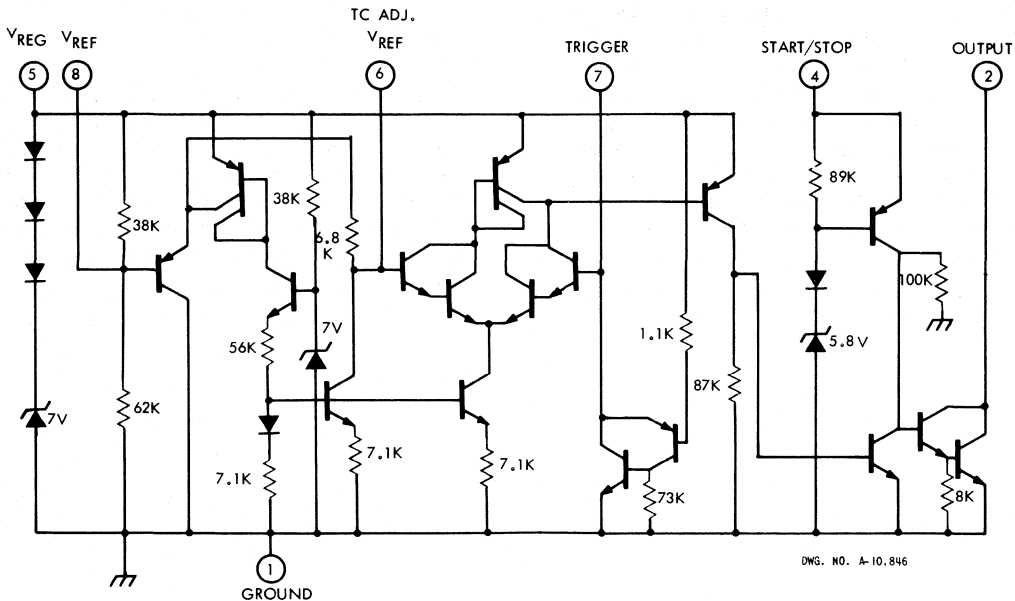 TC ADJ.
VREG VREF VREF TRIGGER START/STOP OUTPUT
5 8 6 7 4 2
89K
38K 38K 6.8
K
100K
7V
56K 1.1K 5.8V
87K
7V 62K
7.1K 7.1K 7.1K
73K 8K
1
GROUND
DWG. NO. A-10,846